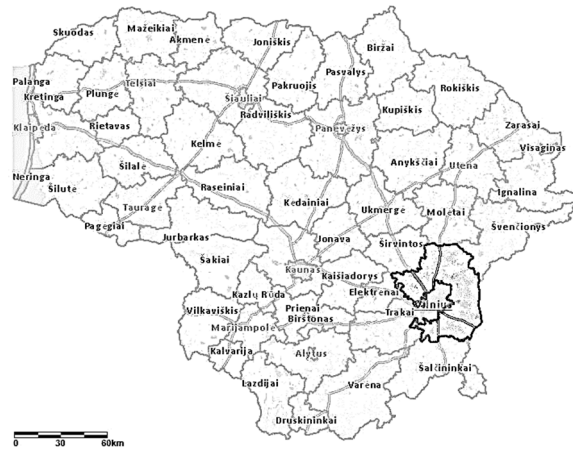 Skuodas
Mažeikiai
Akmenė
Joniškis
Biržai
Pasvalys
Palanga
Kretinga
Plungė
Telšiai
Šiauliai
Pakruojis
Rokiškis
Radviliškis
Kupiškis
Klaipėda
Rietavas
Panevėžys
Zarasai
Kelmė
Visaginas
Šilalė
Anykščiai
Utena
Neringa
Šilutė
Raseiniai
Ignalina
Tauragė
Kėdainiai
Ukmergė
Molėtai
Pagėgiai
Švenčionys
Jurbarkas
Jonava
Širvintos
Šakiai
Kaunas
Kaišiadorys
Kazlų Rūda
Elektrėnai
Vilnius
Vilkaviškis
Prienai
Trakai
Birštonas
Marijampolė
Kalvarija
Alytus
Šalčininkai
Lazdijai
Varėna
Druskininkai
0 30 60km